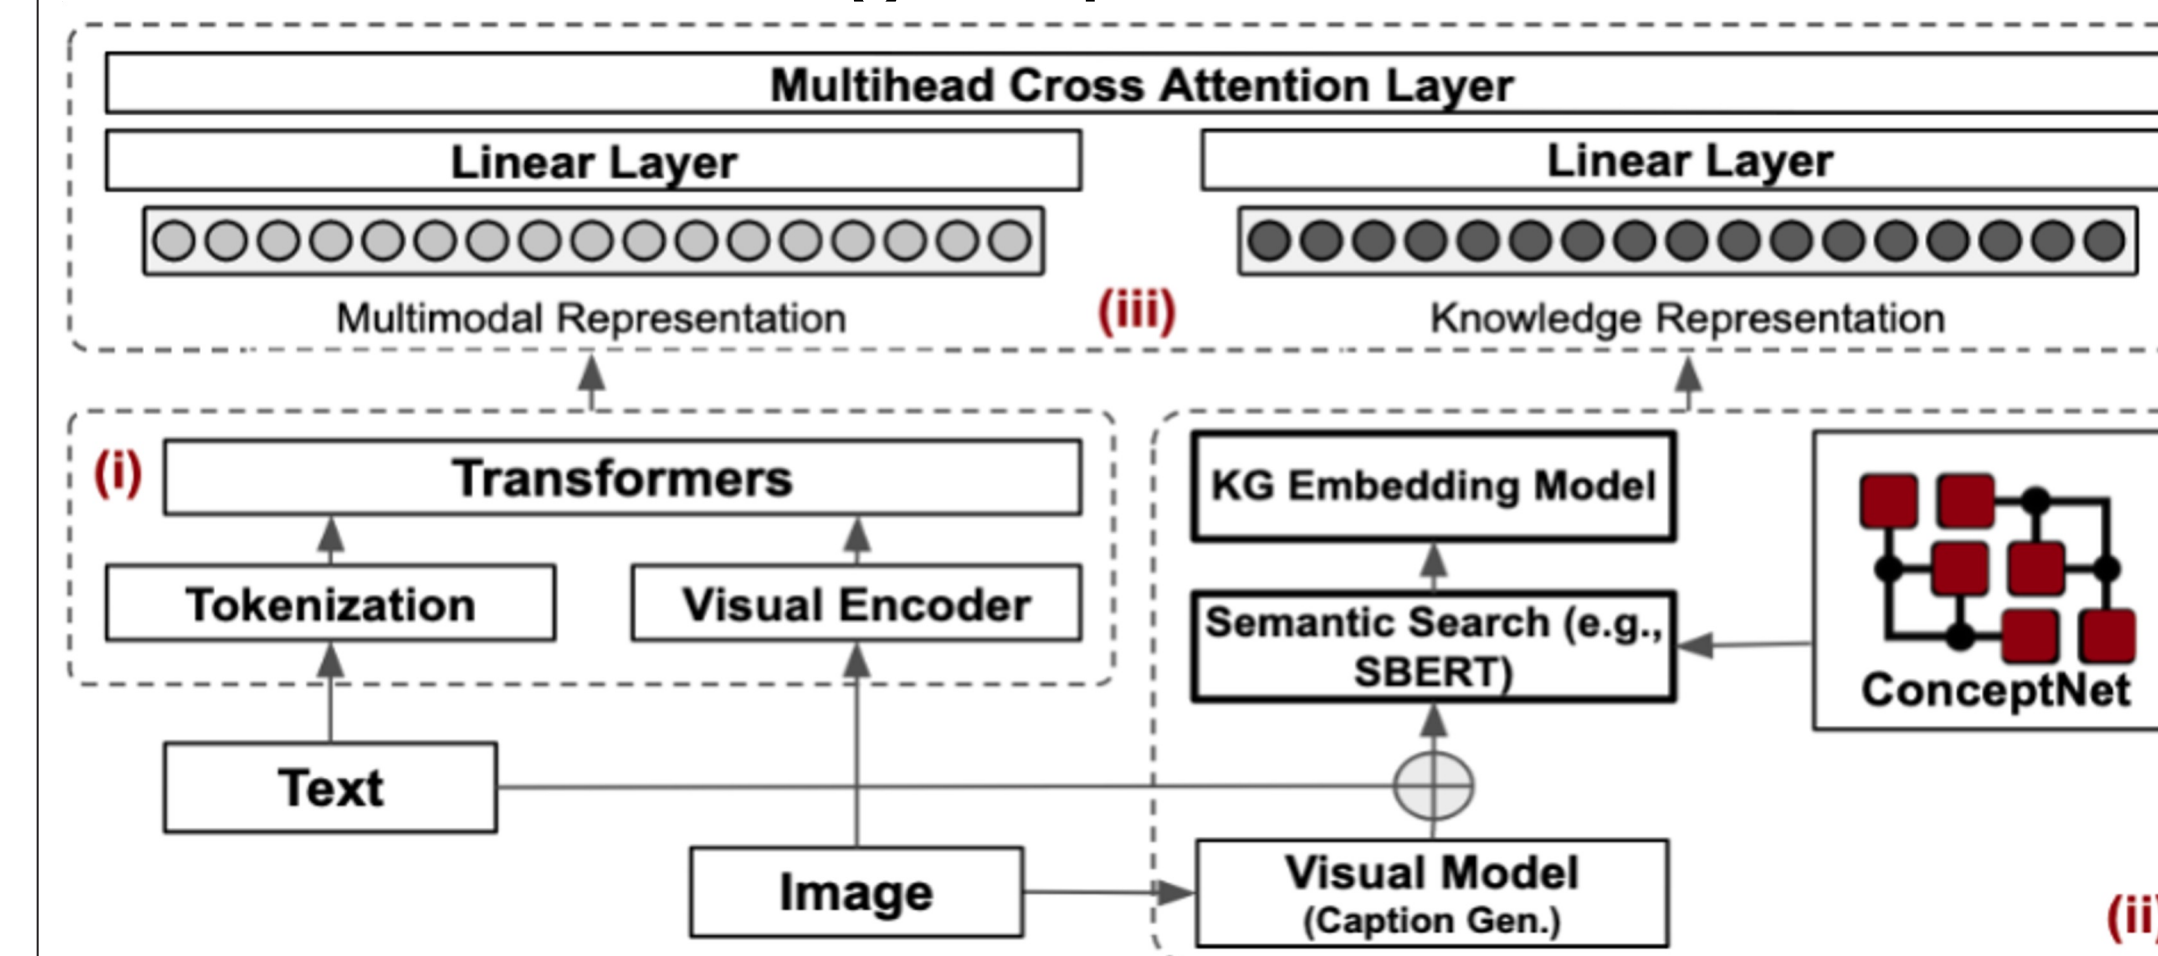 Multihead Cross Attention Layer
Linear Layer
Linear Layer
Multimodal Representation
(iii)
Knowledge Representation
(i)
Transformers
KG Embedding Model
Tokenization
Visual Encoder
Semantic Search (e.g.,
SBERT)
ConceptNet
Text
Image
Visual Model
(Caption Gen.)
(ii)